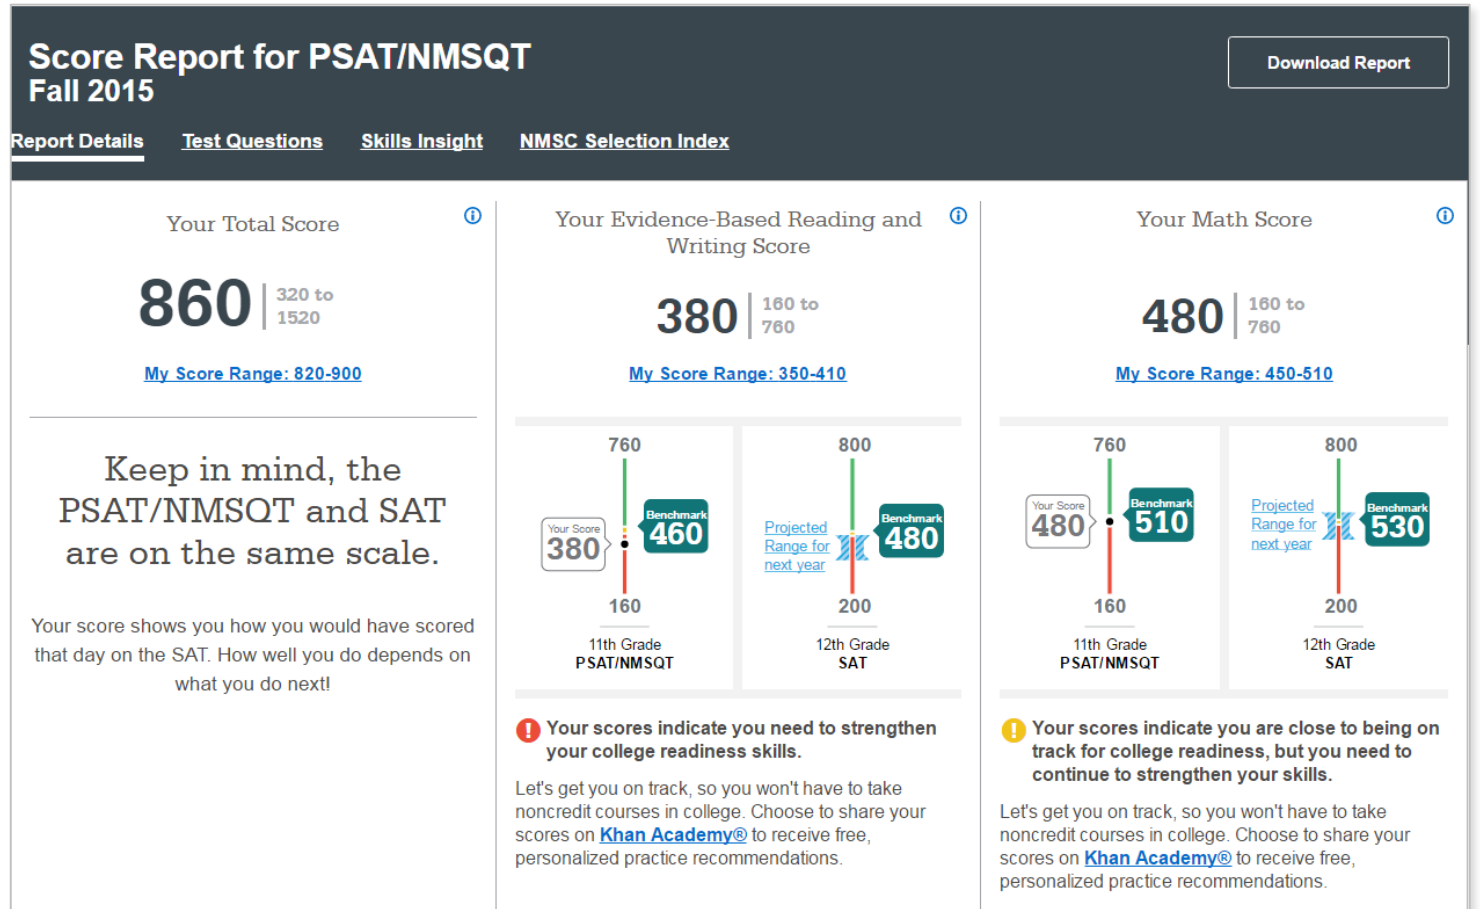 Score Report for PSAT/NMSQT
Fall 2015
Download Report
Report Details
Test Questions
Skills Insight
NMSC Selection Index
Your Total Score
860
320 to
1520
My Score Range: 820-900
Keep in mind, the
PSAT/NMSQT and SAT
are on the same scale.
Your score shows you how you would have scored
that day on the SAT. How well you do depends on
what you do next!
Your Evidence-Based Reading and
Writing Score
380
160 to
760
My Score Range: 350-410
760
Your Score
380
Benchmark
460
160
11th Grade
PSAT/NMSQT
800
Projected
Range for
next year
Benchmark
480
200
12th Grade
SAT
Your scores indicate you need to strengthen
your college readiness skills.
Let's get you on track, so you won't have to take
noncredit courses in college. Choose to share your
scores on Khan Academy® to receive free,
personalized practice recommendations.
Your Math Score
480
160 to
760
My Score Range: 450-510
760
Your Score
480
Benchmark
510
160
11th Grade
PSAT/NMSQT
800
Projected
Range for
next year
Benchmark
530
200
12th Grade
SAT
Your scores indicate you are close to being on
track for college readiness, but you need to
continue to strengthen your skills.
Let's get you on track, so you won't have to take
noncredit courses in college. Choose to share your
scores on Khan Academy® to receive free,
personalized practice recommendations.